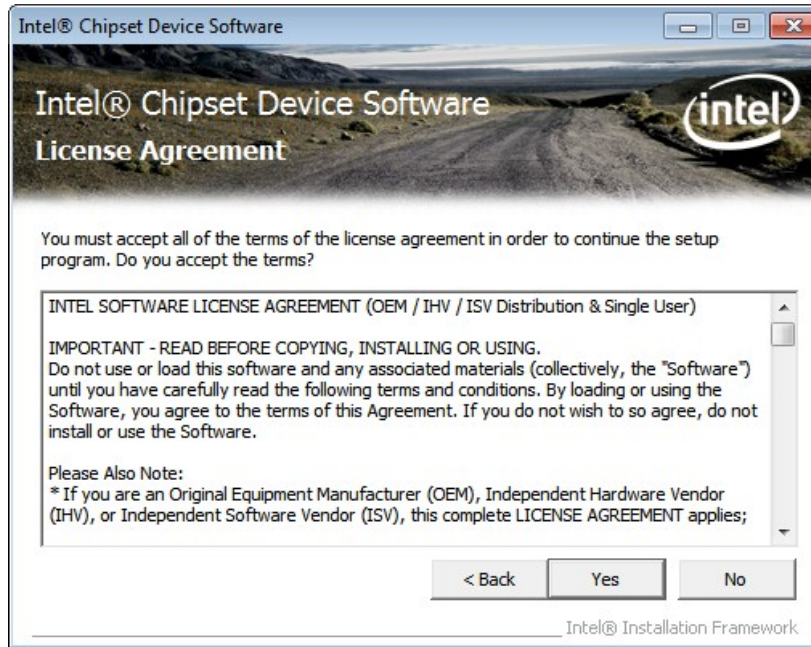 Intel® Chipset Device Software
Intel® Chipset Device Software
intel
License Agreement
You must accept all of the terms of the license agreement in order to continue the setup
program. Do you accept the terms?
INTEL SOFTWARE LICENSE AGREEMENT (OEM / IHV / ISV Distribution & Single User)
IMPORTANT - READ BEFORE COPYING, INSTALLING OR USING.
Do not use or load this software and any associated materials (collectively, the "Software")
until you have carefully read the following terms and conditions. By loading or using the
Software, you agree to the terms of this Agreement. If you do not wish to so agree, do not
install or use the Software.
Please Also Note:
* If you are an Original Equipment Manufacturer (OEM), Independent Hardware Vendor
(IHV), or Independent Software Vendor (ISV), this complete LICENSE AGREEMENT applies;
< Back Yes No
Intel® Installation Framework